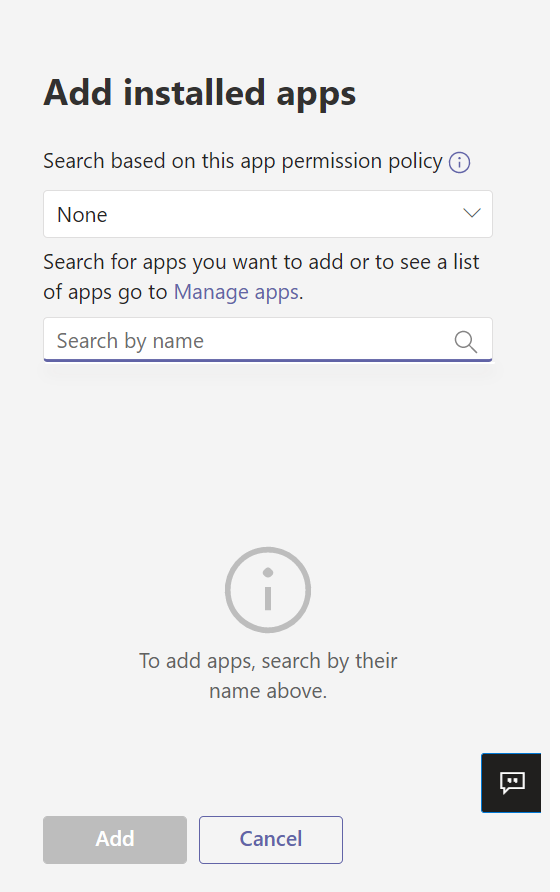 Add installed apps
Search based on this app permission policy
None
Search for apps you want to add or to see a list
of apps go to Manage apps.
Search by name
To add apps, search by their
name above.
Add
Cancel